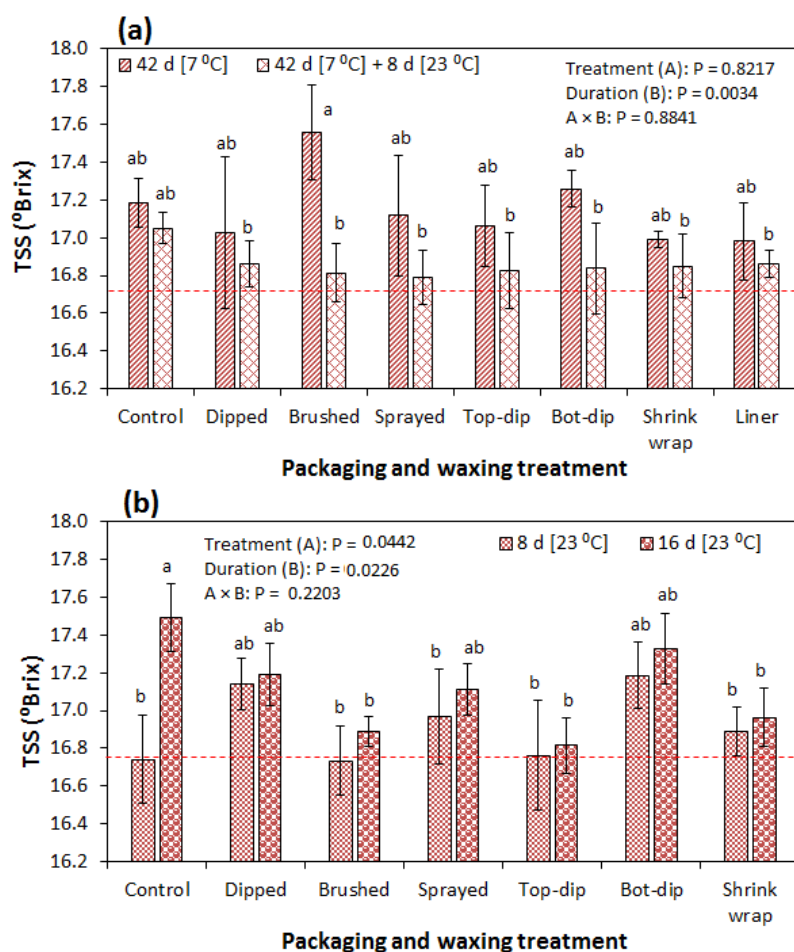 (a)
18.0
17.8
17.6
17.4
17.2
17.0
16.8
16.6
16.4
16.2
TSS (⁰Brix)
42 d [7 ⁰C] 42 d [7 ⁰C] + 8 d [23 ⁰C]
Treatment (A): P = 0.8217
Duration (B): P = 0.0034
A × B: P = 0.8841
ab ab ab b a b ab b ab b ab b ab b ab b
Control Dipped Brushed Sprayed Top-dip Bot-dip Shrink wrap Liner
Packaging and waxing treatment
(b)
18.0
17.8
17.6
17.4
17.2
17.0
16.8
16.6
16.4
16.2
TSS (⁰Brix)
Treatment (A): P = 0.0442
Duration (B): P = 0.0226
A × B: P = 0.2203
8 d [23 ⁰C] 16 d [23 ⁰C]
b a ab ab b b b ab b b ab ab b b
Control Dipped Brushed Sprayed Top-dip Bot-dip Shrink wrap
Packaging and waxing treatment